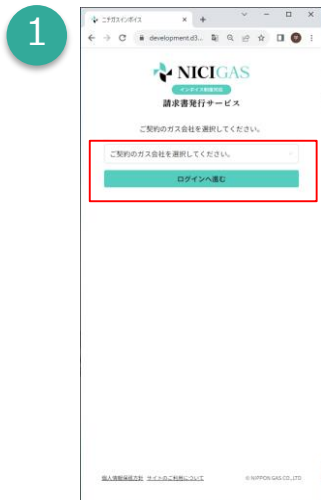 1
ニチガスインボイス
development.d3...
NICIGAS
インボイス制度対応
請求書発行サービス
ご契約のガス会社を選択してください。
ご契約のガス会社を選択してください。
ログインへ進む
個人情報保護方針 サイトのご利用について © NIPPON GAS CO.,LTD